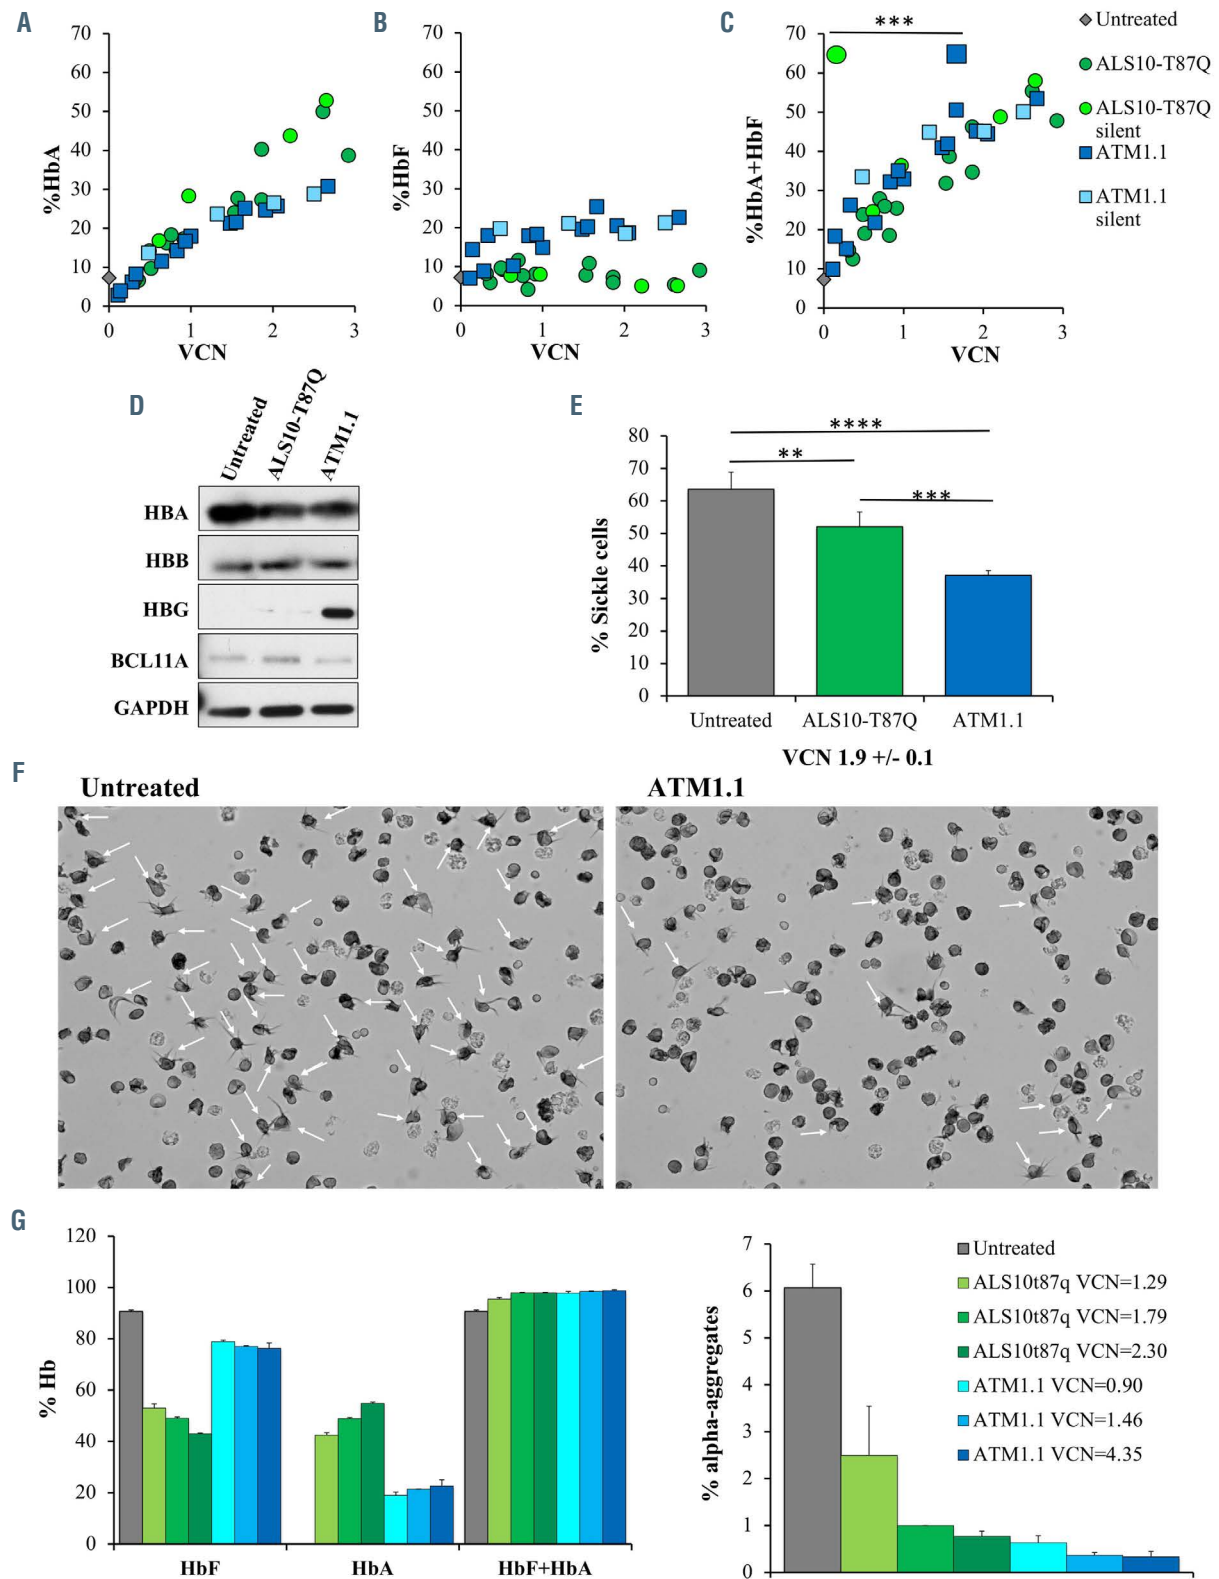 A
B
C
70
60
50
40
30
20
10
0
%HbA
0
1
2
3
VCN
70
60
50
40
30
20
10
0
%HbF
0
1
2
3
VCN
***
70
60
50
40
30
20
10
0
%HbA+HbF
0
1
2
3
VCN
Untreated
ALS10-T87Q
ALS10-T87Q
silent
ATM1.1
ATM1.1
silent
D
Untreated
ALS10-T87Q
ATM1.1
HBA
HBB
HBG
BCL11A
GAPDH
E
80
70
60
50
40
30
20
10
0
% Sickle cells
****
**
***
Untreated
ALS10-T87Q
ATM1.1
VCN 1.9 +/- 0.1
F
Untreated
ATM1.1
G
120
100
80
60
40
20
0
% Hb
HbF
HbA
HbF+HbA
7
6
5
4
3
2
1
0
% alpha-aggregates
Untreated
ALS10t87q VCN=1.29
ALS10t87q VCN=1.79
ALS10t87q VCN=2.30
ATM1.1 VCN=0.90
ATM1.1 VCN=1.46
ATM1.1 VCN=4.35